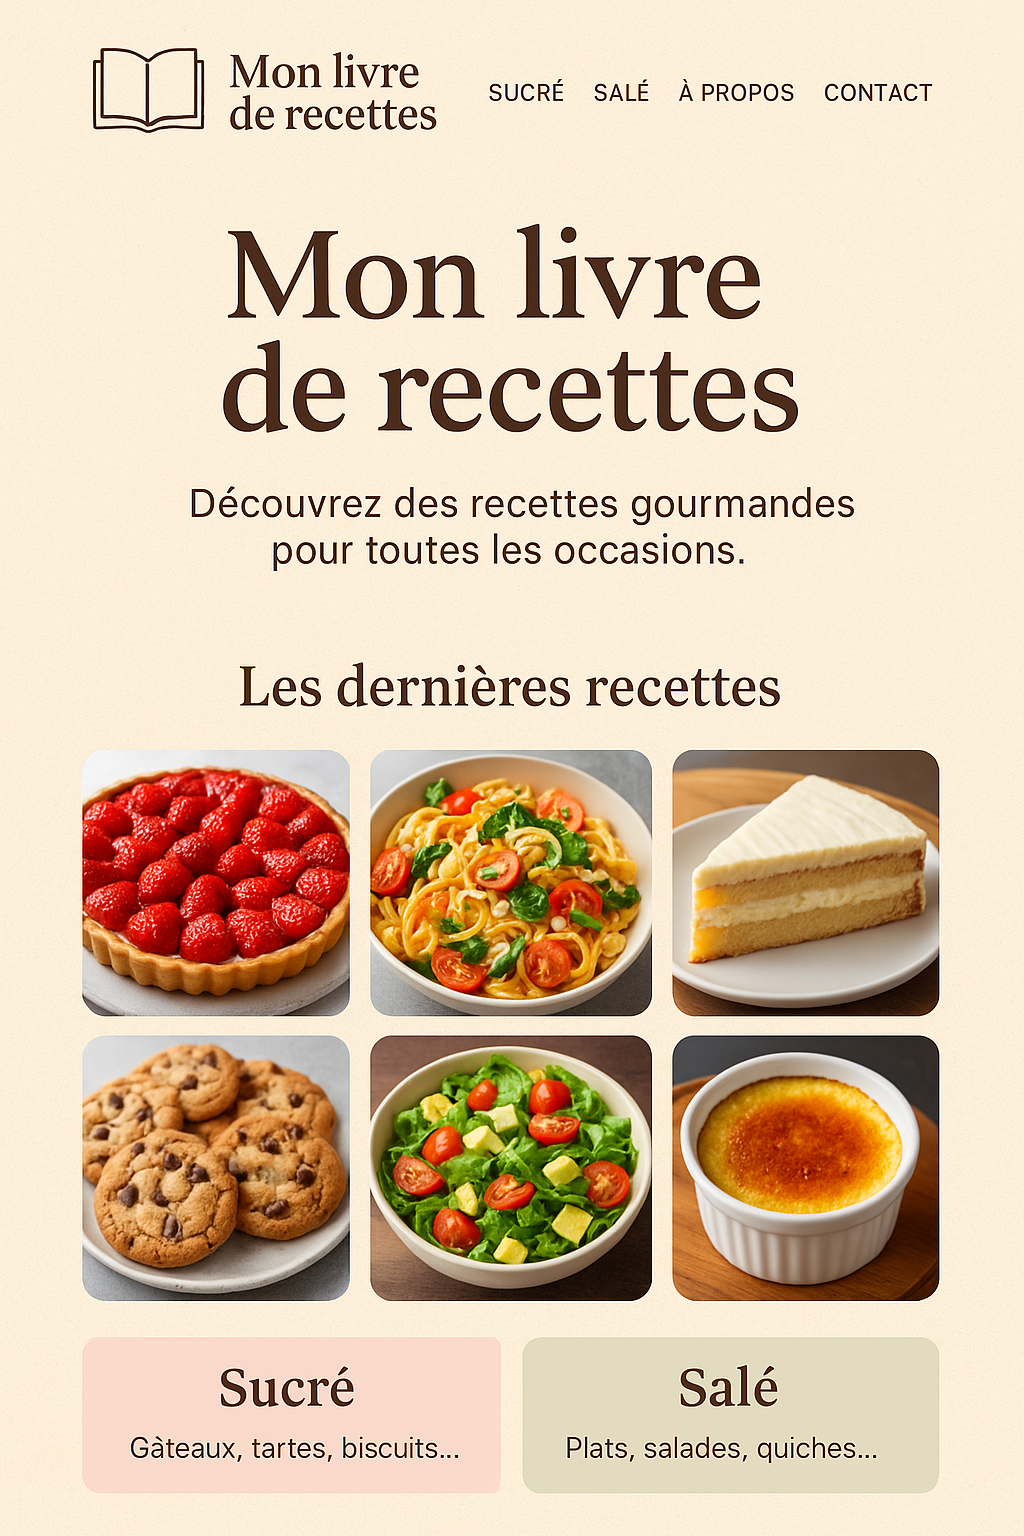 Mon livre
de recettes
SUCRÉ SALÉ À PROPOS CONTACT
Mon livre
de recettes
Découvrez des recettes gourmandes
pour toutes les occasions.
Les dernières recettes
Sucré
Gàteaux, tartes, biscuits...
Salé
Plats, salades, quiches...